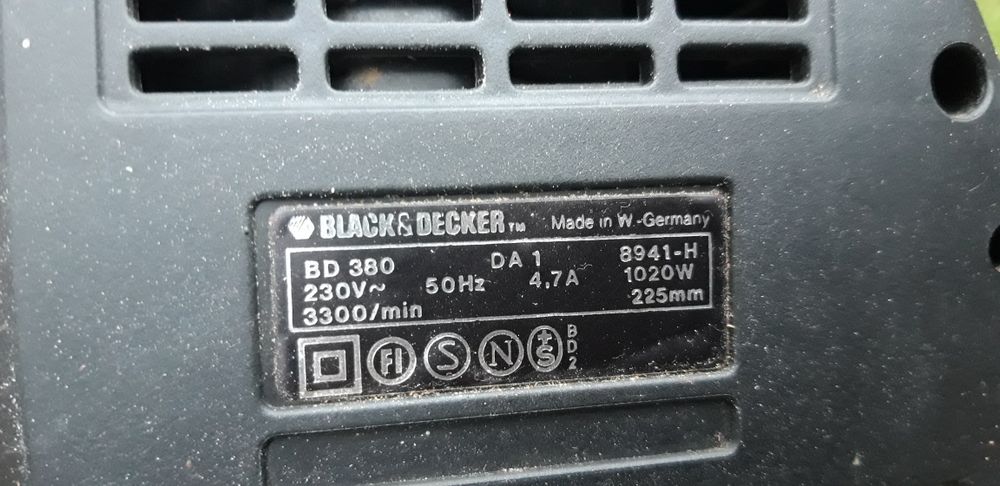 BLACK&DECKER™ Made in W.-Germany
BD 380 DA 1 8941-H
230V~ 50Hz 4.7A 1020W
3300/min 225mm
FI S N +S BD2